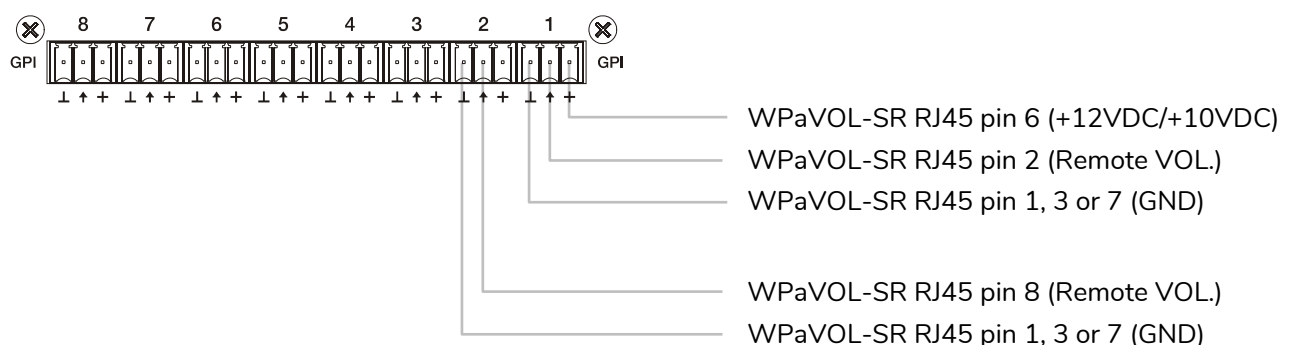 8 7 6 5 4 3 2 1
GPI GPI
⊥ ↑ + ⊥ ↑ + ⊥ ↑ + ⊥ ↑ + ⊥ ↑ + ⊥ ↑ + ⊥ ↑ + ⊥ ↑ +
WPaVOL-SR RJ45 pin 6 (+12VDC/+10VDC)
WPaVOL-SR RJ45 pin 2 (Remote VOL.)
WPaVOL-SR RJ45 pin 1, 3 or 7 (GND)
WPaVOL-SR RJ45 pin 8 (Remote VOL.)
WPaVOL-SR RJ45 pin 1, 3 or 7 (GND)